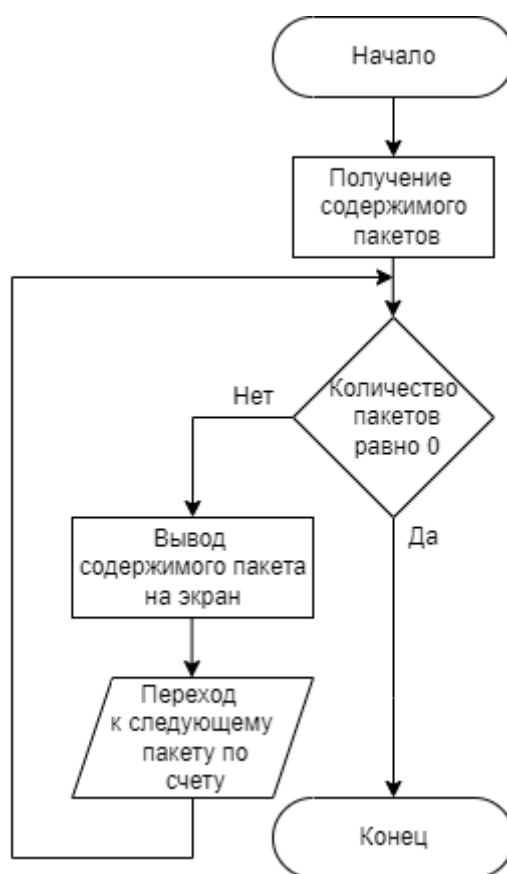 Начало
Получение
содержимого
пакетов
Количество
пакетов
равно 0
Нет
Да
Вывод
содержимого пакета
на экран
Переход
к следующему
пакету по
счету
Конец